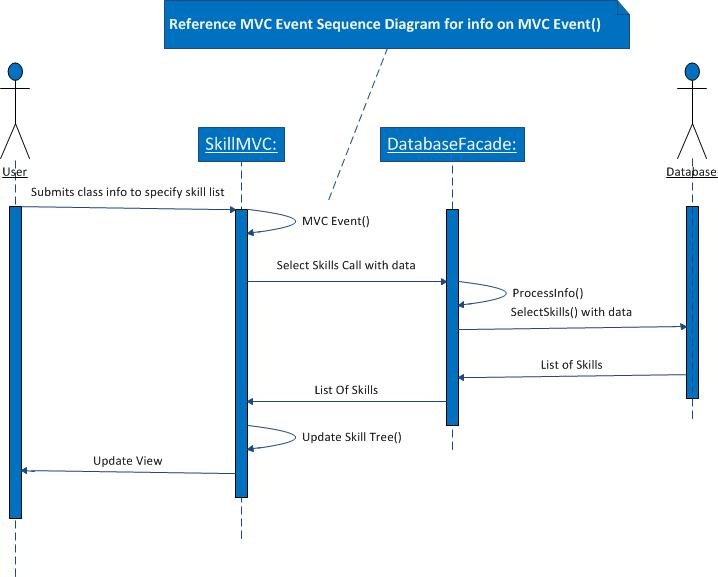 Reference MVC Event Sequence Diagram for info on MVC Event()
SkillMVC:
DatabaseFacade:
User
Database
Submits class info to specify skill list
MVC Event()
Select Skills Call with data
ProcessInfo()
SelectSkills() with data
List of Skills
List Of Skills
Update Skill Tree()
Update View